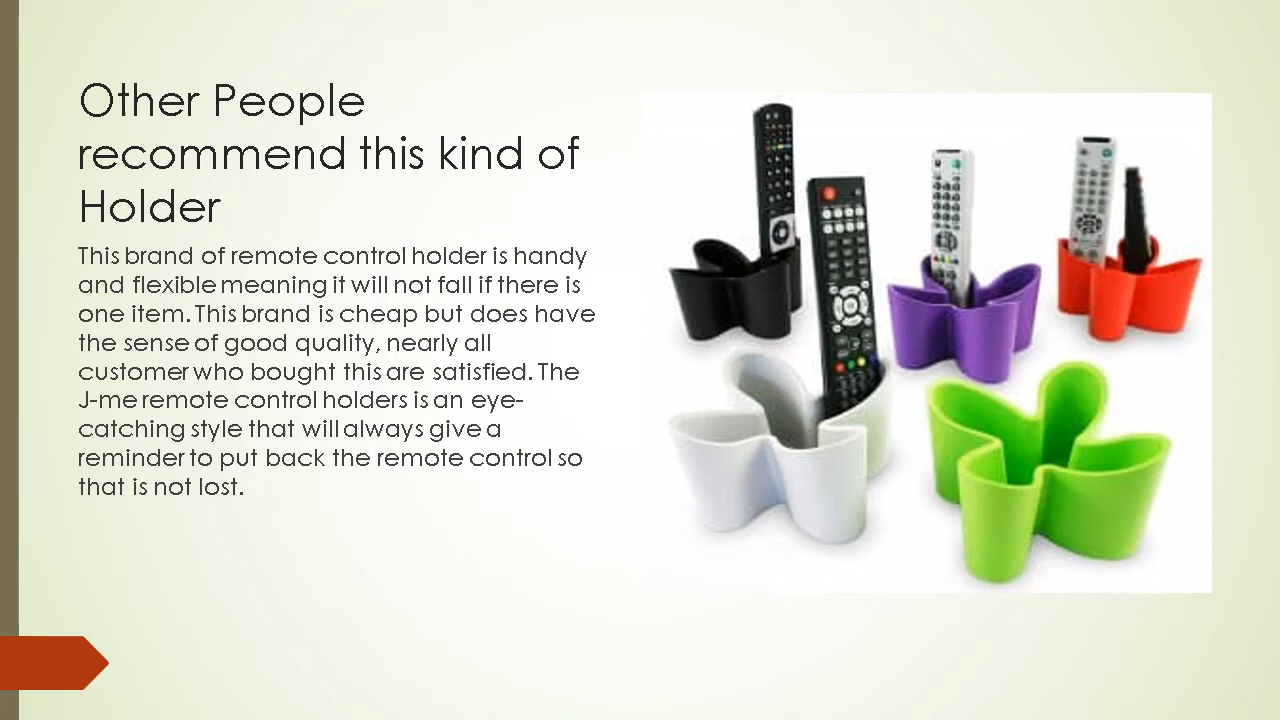 Other People
recommend this kind of
Holder
This brand of remote control holder is handy
and flexible meaning it will not fall if there is
one item. This brand is cheap but does have
the sense of good quality, nearly all
customer who bought this are satisfied. The
J-me remote control holders is an eye-
catching style that will always give a
reminder to put back the remote control so
that is not lost.